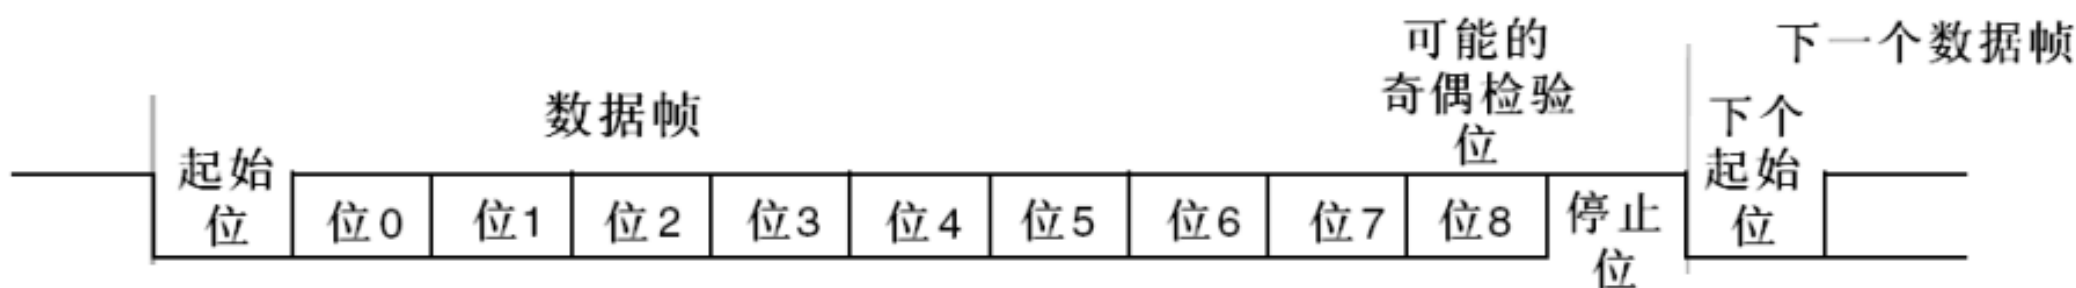 可能的
奇偶检验
位
下一个数据帧
数据帧
下个
起始
位
起始
位
位0
位1
位2
位3
位4
位5
位6
位7
位8
停止
位